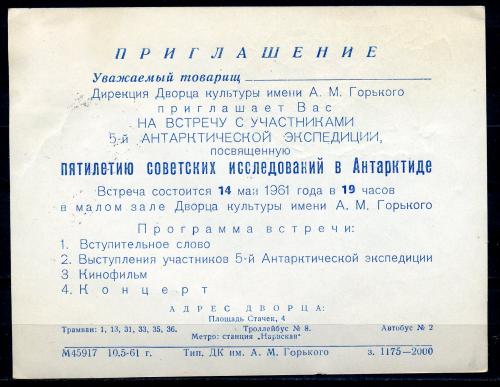 ПРИГЛАШЕНИЕ
Уважаемый товарищ
Дирекция Дворца культуры имени А. М. Горького
приглашает Вас
НА ВСТРЕЧУ С УЧАСТНИКАМИ
5-й АНТАРКТИЧЕСКОЙ ЭКСПЕДИЦИИ,
посвященную
пятилетию советских исследований в Антарктиде
Встреча состоится 14 мая 1961 года в 19 часов
в малом зале Дворца культуры имени А. М. Горького
Программа встречи:
1. Вступительное слово
2. Выступления участников 5-й Антарктической экспедиции
3 Кинофильм
4. Концерт
АДРЕС ДВОРЦА:
Площадь Стачек, 4
Трамваи: 1, 13, 31, 33, 35, 36. Троллейбус № 8. Автобус № 2
Метро: станция „Нарвская"
М45917 10.5-61 г. Тип. ДК им. А. М. Горького з. 1175—2000